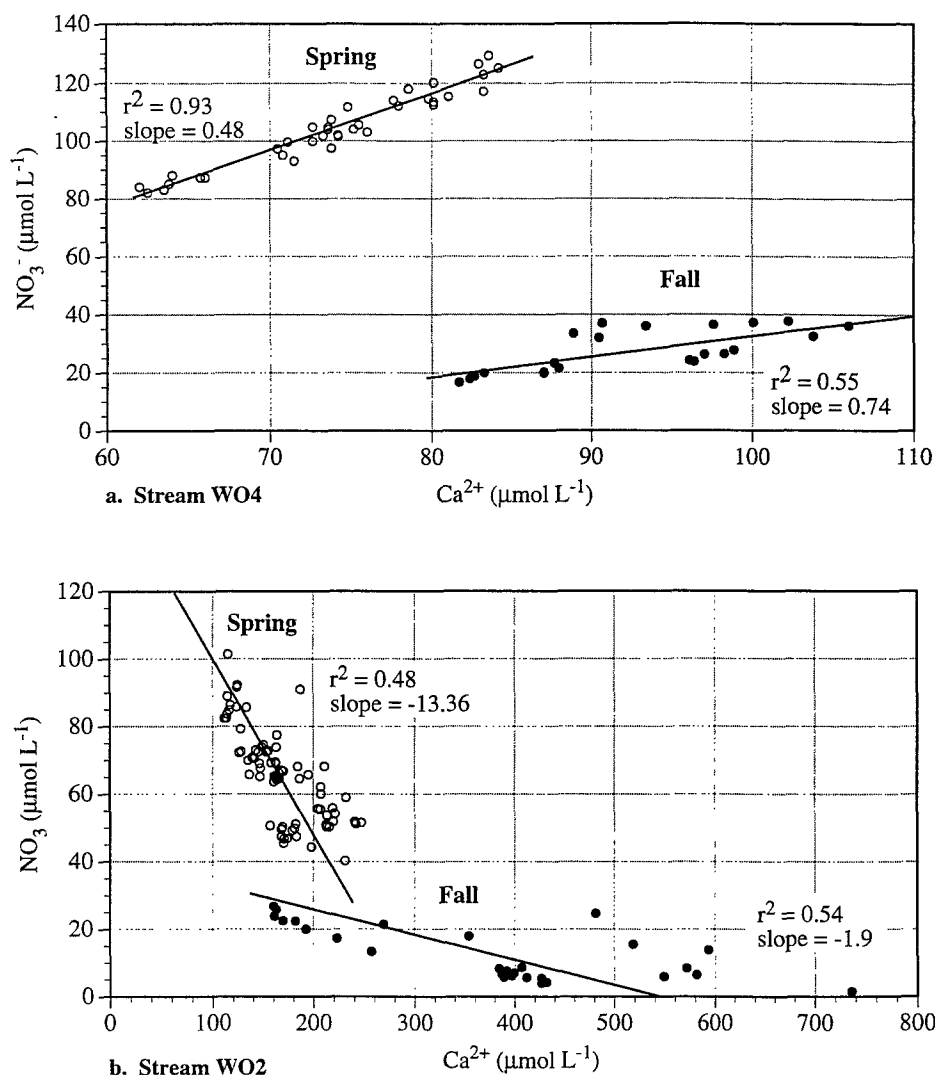 140
120
100
80
60
40
20
0
NO₃⁻ (μmol L⁻¹)
Spring
r² = 0.93
slope = 0.48
Fall
r² = 0.55
slope = 0.74
60 70 80 90 100 110
a. Stream WO4 Ca²⁺ (μmol L⁻¹)
120
100
80
60
40
20
0
NO₃ (μmol L⁻¹)
Spring
r² = 0.48
slope = -13.36
Fall
r² = 0.54
slope = -1.9
0 100 200 300 400 500 600 700 800
b. Stream WO2 Ca²⁺ (μmol L⁻¹)